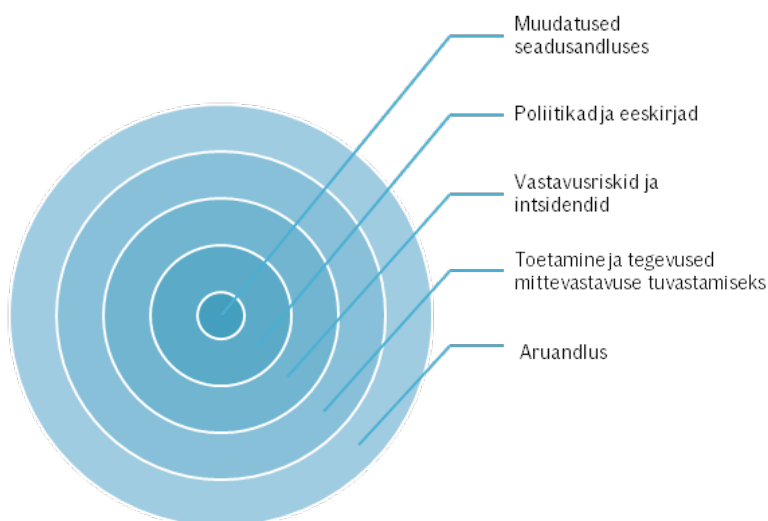 Muudatused
seadusandluses
Poliitikad ja eeskirjad
Vastavusriskid ja
intsidendid
Toetamine ja tegevused
mittevastavuse tuvastamiseks
Aruandlus